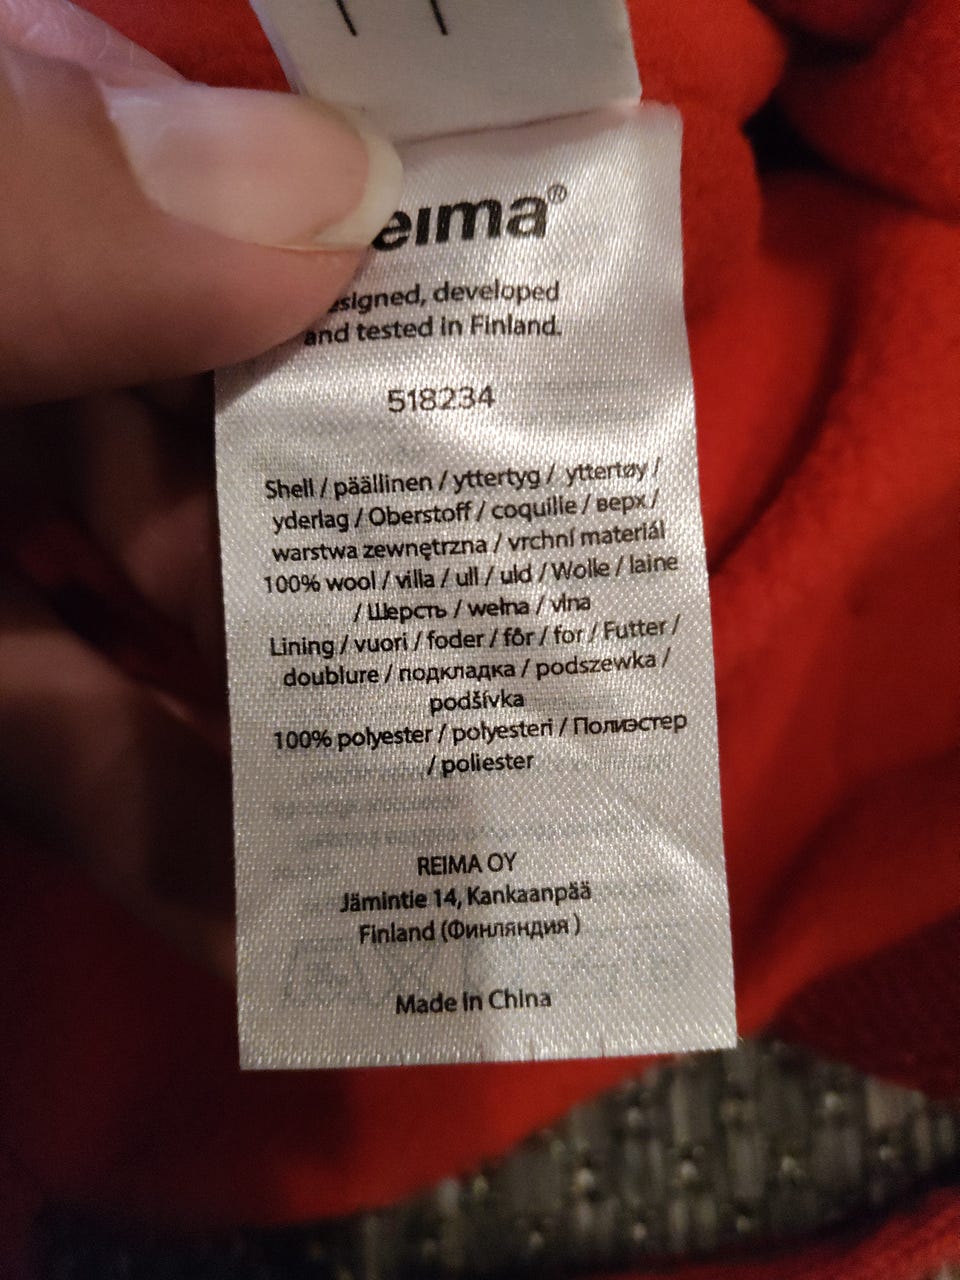 eima®
esigned, developed
and tested in Finland.
518234
Shell / päällinen / yttertyg / yttertøy /
yderlag / Oberstoff / coquille / верх /
warstwa zewnętrzna / vrchní materiál
100% wool / villa / ull / uld / Wolle / laine
/ Шерсть / wełna / vlna
Lining / vuori / foder / fôr / for / Futter /
doublure / подкладка / podszewka /
podšívka
100% polyester / polyesteri / Полиэстер
/ poliester
REIMA OY
Jämintie 14, Kankaanpää
Finland (Финляндия )
Made in China